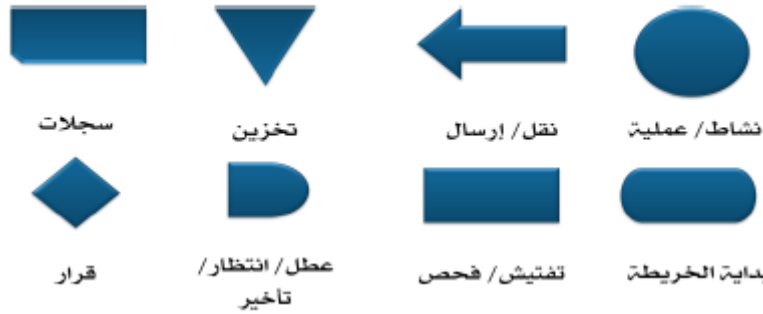 نشاط/ عملية
نقل/ إرسال
تخزين
سجلات
بداية الخريطة
تفتيش/ فحص
عطل/ انتظار/
تأخير
قرار